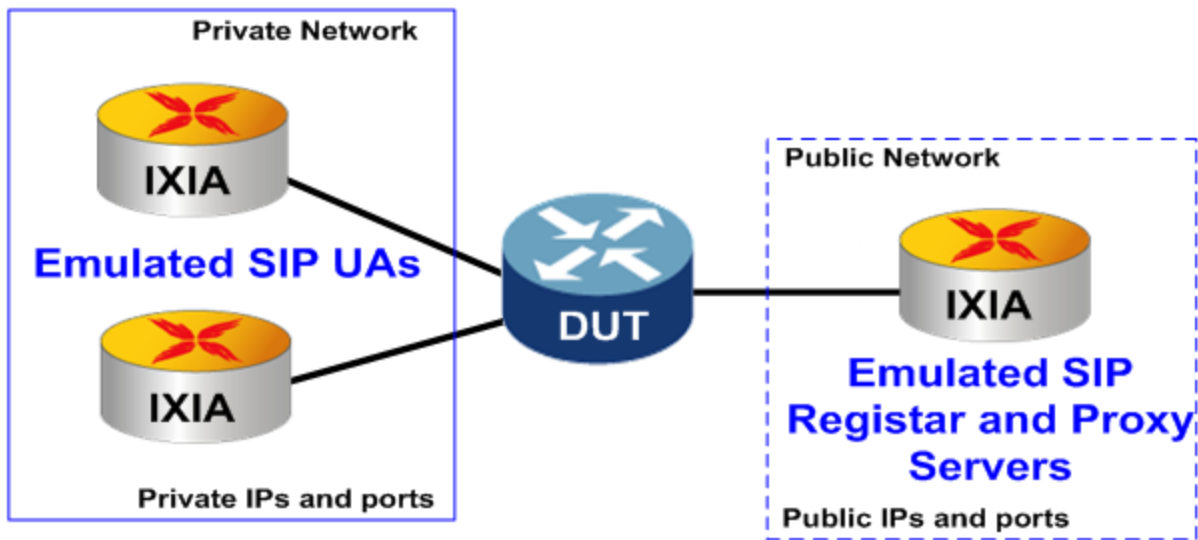 Private Network
IXIA
Emulated SIP UAs
IXIA
Private IPs and ports
DUT
Public Network
IXIA
Emulated SIP
Registar and Proxy
Servers
Public IPs and ports